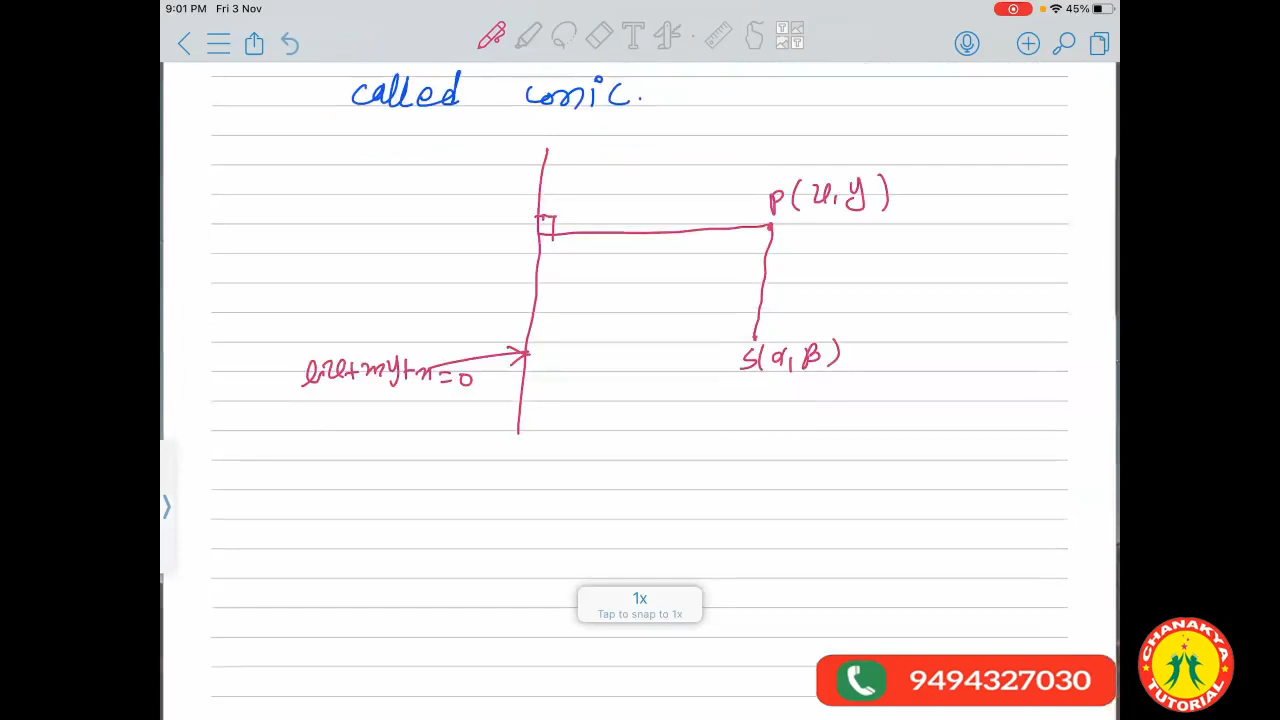 9:01 PM Fri 3 Nov
45%
called conic.
P(x, y)
S(α, β)
lx+my+n=0
1x
Tap to snap to 1x
9494327030
CHANAKYA
TUTORIAL